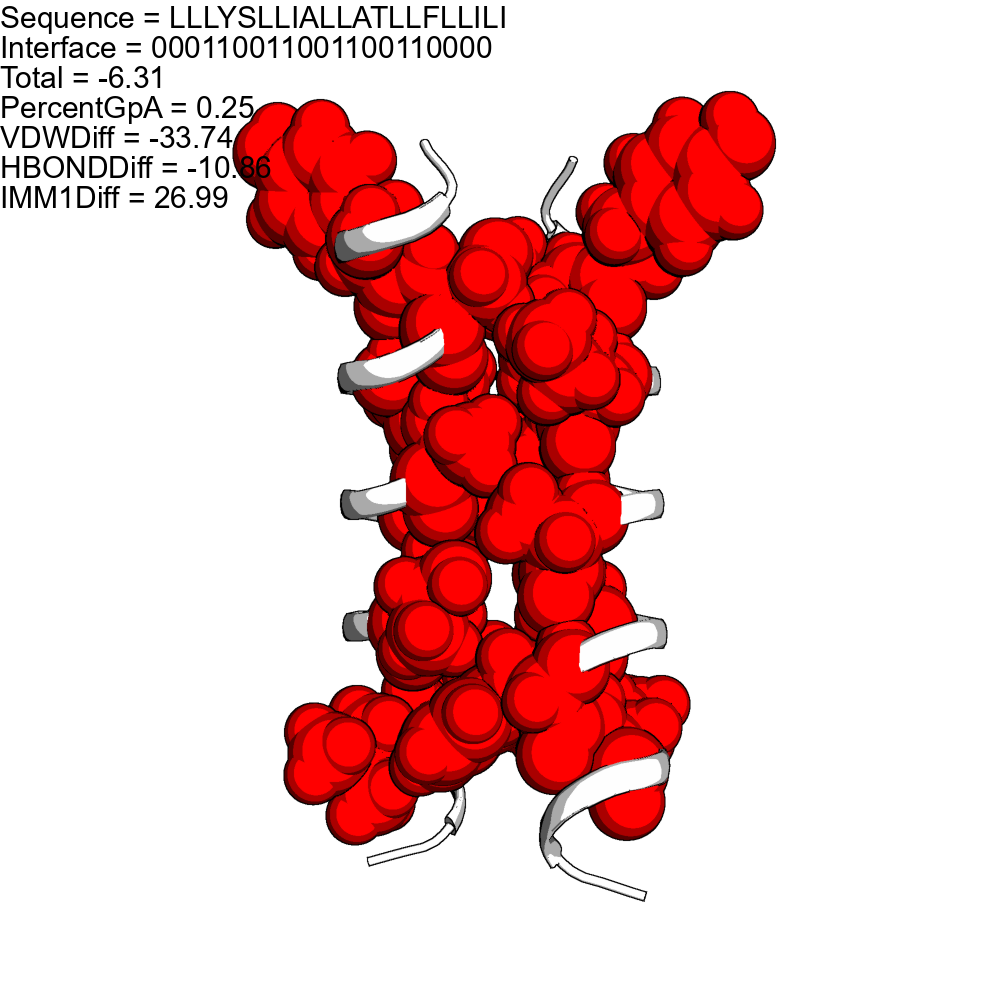 Sequence = LLLYSLLIALLATLLFLLILI
Interface = 000110011001100110000
Total = -6.31
PercentGpA = 0.25
VDWDiff = -33.74
HBONDDiff = -10.86
IMM1Diff = 26.99